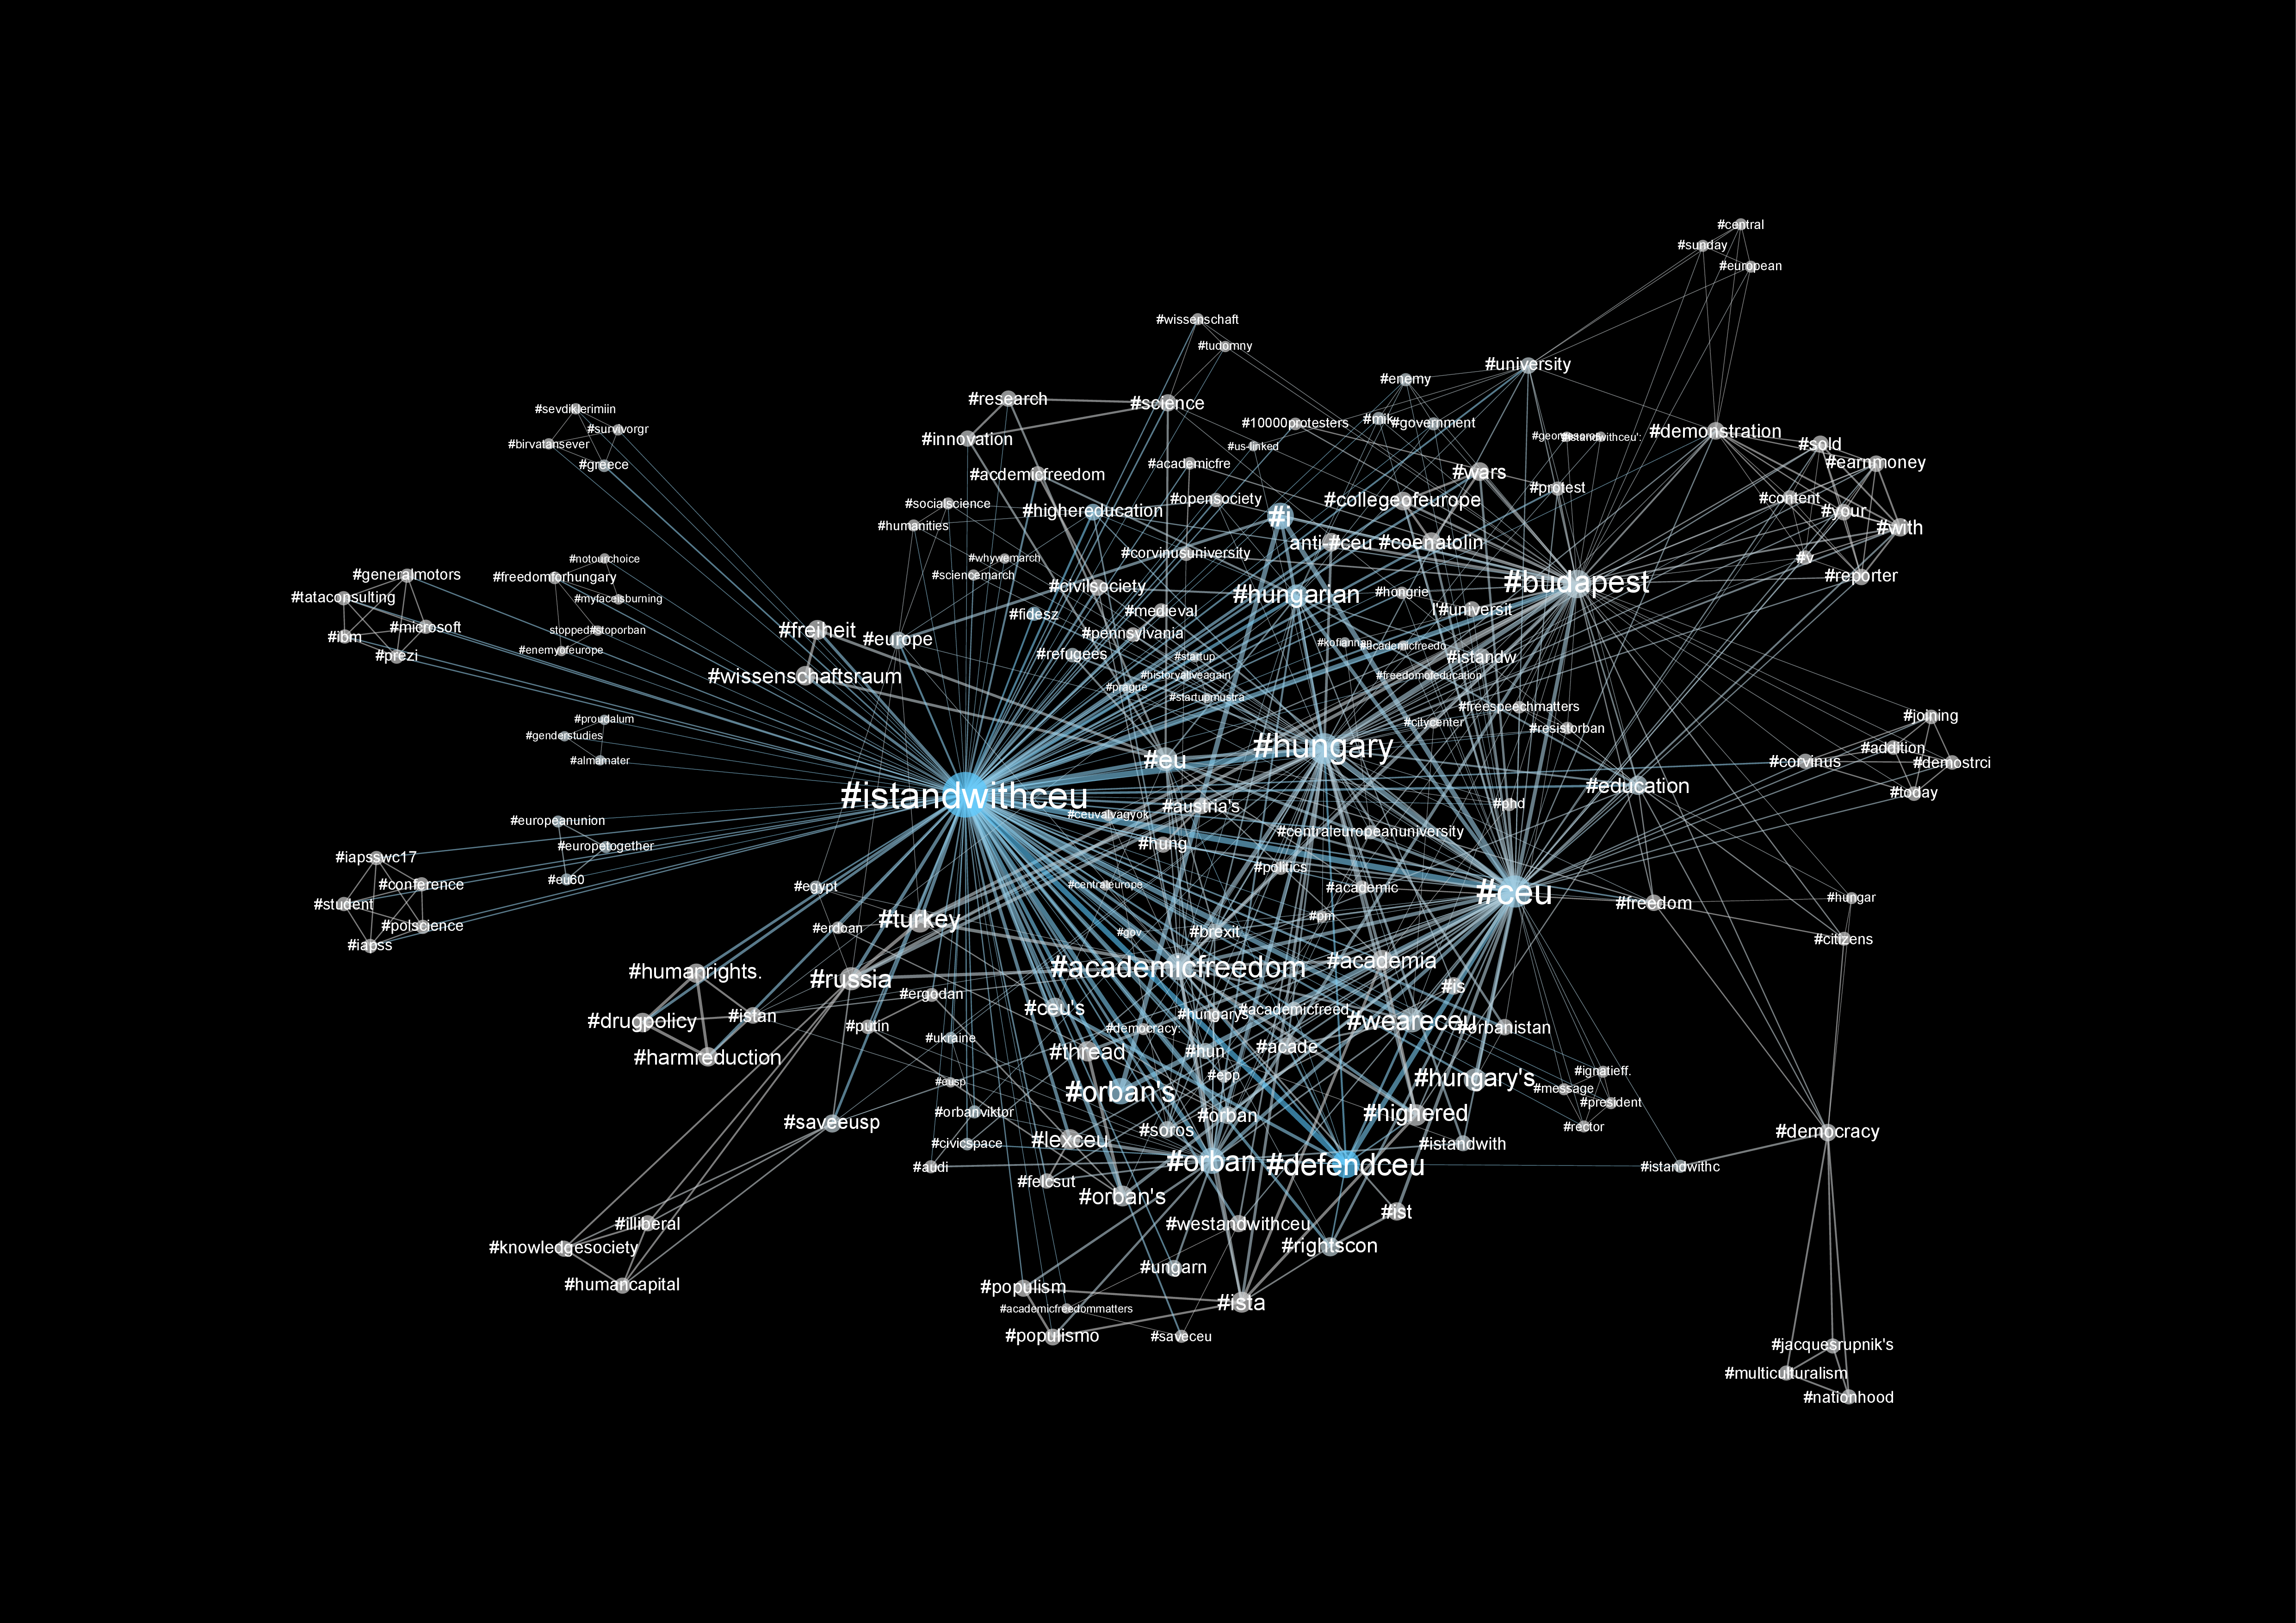 #central
#sunday
#european
#wissenschaft
#tudomny
#university
#enemy
#research
#science
#sevdiklerimiin
#survivorgr
#birvatansever
#greece
#innovation
#10000protesters
#mik
#government
#us-linked
#istandwithceu':
#demonstration
#sold
#earnmoney
#academicfre
#acdemicfreedom
#wars
#protest
#content
#your
#with
#socialscience
#opensociety
#collegeofeurope
#highereducation
#i
#humanities
anti-#ceu
#coenatolin
#corvinusuniversity
#notourchoice
#whywemarch
#v
#generalmotors
#freedomforhungary
#sciencemarch
#reporter
#budapest
#civilsociety
#hungarian
#hongrie
#tataconsulting
#myfaceisburning
#fidesz
#medieval
l'#universit
#microsoft
#ibm
stopped#stoporban
#freiheit
#europe
#pennsylvania
#kofiannan
#academicfreedo
#prezi
#enemyofeurope
#refugees
#startup
#istandw
#wissenschaftsraum
#historyaliveagain
#freedomofeducation
#prague
#startupmustra
#freespeechmatters
#proudalum
#citycenter
#resistorban
#joining
#genderstudies
#hungary
#addition
#almamater
#eu
#corvinus
#demostrci
#istandwithceu
#education
#today
#austria's
#phd
#ceuvalvagyok
#europeanunion
#centraleuropeanuniversity
#europetogether
#hung
#iapsswc17
#politics
#conference
#eu60
#egypt
#centraleurope
#academic
#ceu
#student
#hungar
#freedom
#polscience
#turkey
#pm
#iapss
#erdoan
#gov
#brexit
#citizens
#humanrights.
#academicfreedom
#academia
#russia
#is
#ergodan
#ceu's
#academicfreed
#hungarys
#drugpolicy
#istan
#putin
#democracy:
#weareceu
#orbanistan
#ukraine
#harmreduction
#thread
#hun
#acade
#eusp
#epp
#hungary's
#ignatieff.
#message
#orban's
#president
#saveeusp
#orbanviktor
#orban
#highered
#rector
#soros
#democracy
#civicspace
#lexceu
#istandwith
#audi
#orban
#defendceu
#istandwithc
#felcsut
#orban's
#ist
#illiberal
#westandwithceu
#knowledgesociety
#rightscon
#ungarn
#humancapital
#populism
#ista
#academicfreedommatters
#populismo
#saveceu
#jacquesrupnik's
#multiculturalism
#nationhood